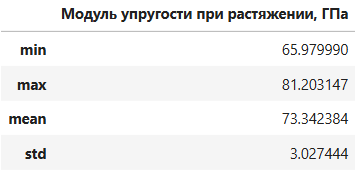 Модуль упругости при растяжении, ГПа
min 65.979990
max 81.203147
mean 73.342384
std 3.027444